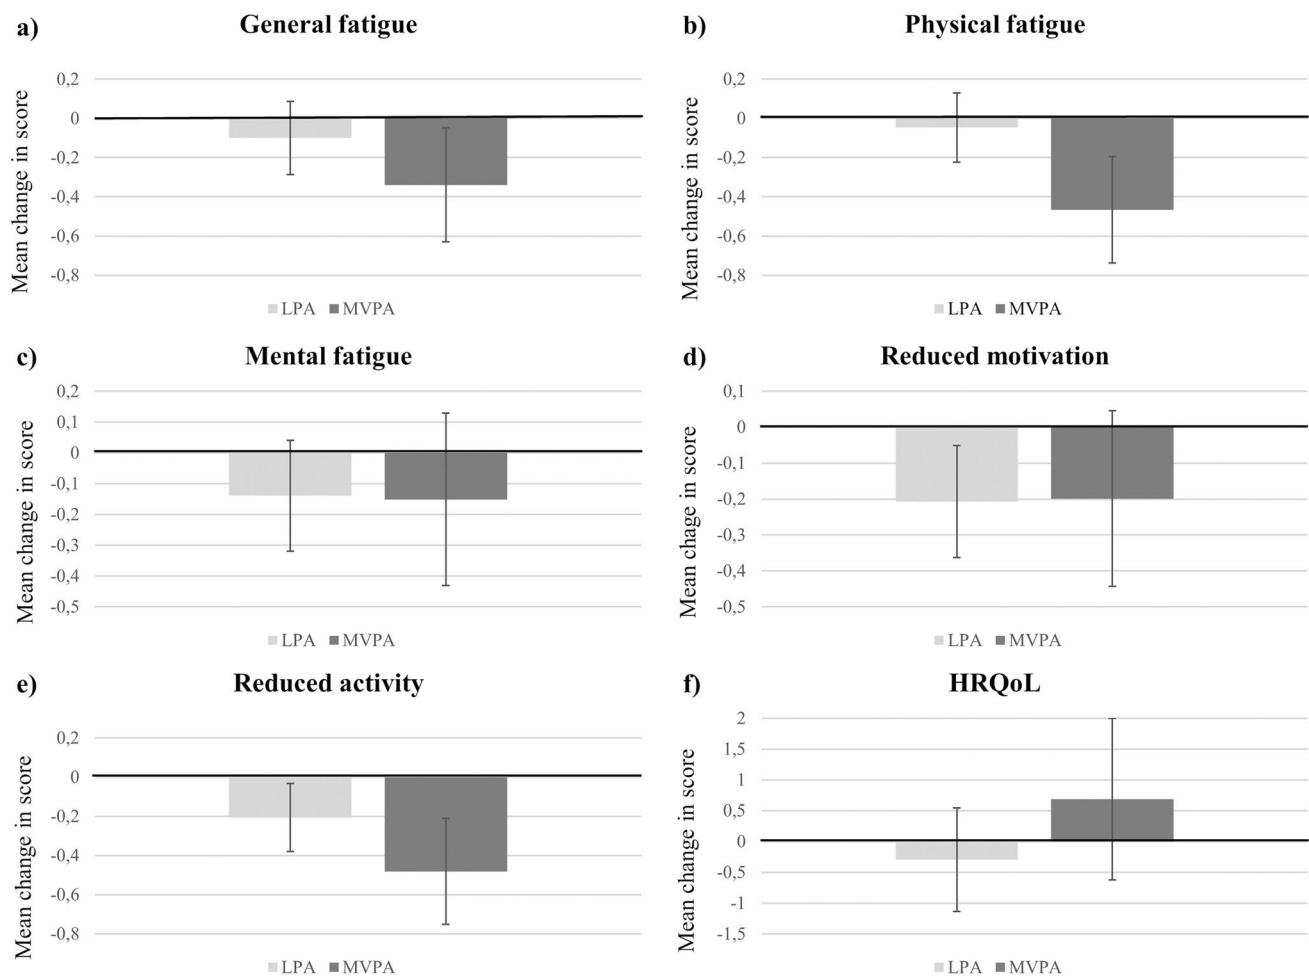 a) General fatigue
Mean change in score
0,2
0
-0,2
-0,4
-0,6
-0,8
LPA MVPA
b) Physical fatigue
Mean change in score
0,2
0
-0,2
-0,4
-0,6
-0,8
LPA MVPA
c) Mental fatigue
Mean change in score
0,2
0,1
0
-0,1
-0,2
-0,3
-0,4
-0,5
LPA MVPA
d) Reduced motivation
Mean chage in score
0,1
0
-0,1
-0,2
-0,3
-0,4
-0,5
LPA MVPA
e) Reduced activity
Mean change in score
0,2
0
-0,2
-0,4
-0,6
-0,8
LPA MVPA
f) HRQoL
Mean change in score
2
1,5
1
0,5
0
-0,5
-1
-1,5
LPA MVPA